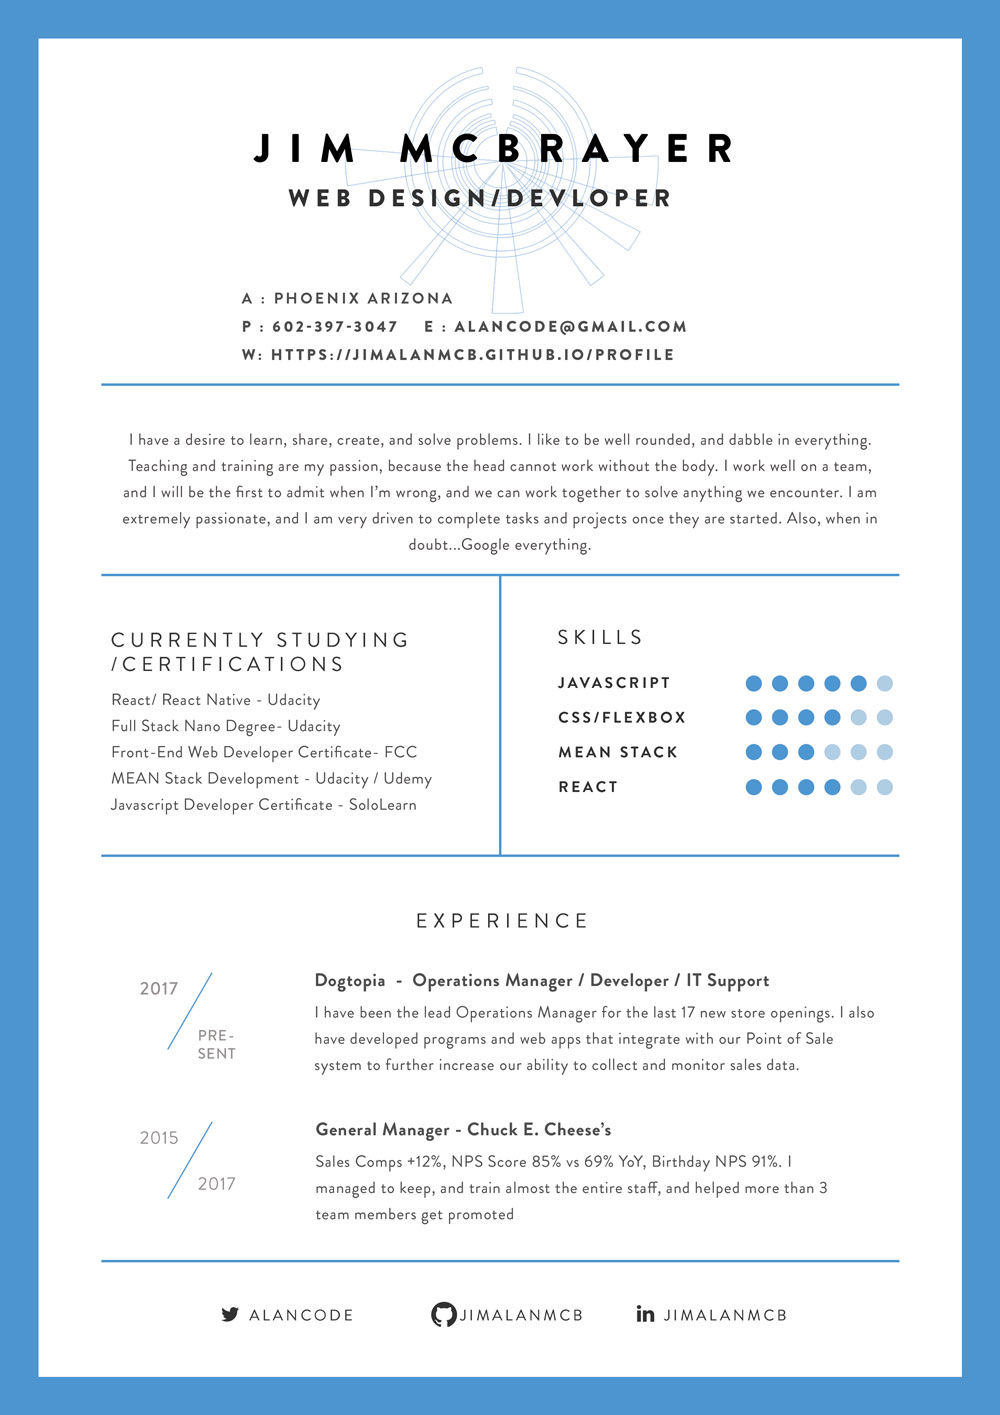 JIM MCBRAYER
WEB DESIGN/DEVLOPER
A : PHOENIX ARIZONA
P : 602-397-3047 E : ALANCODE@GMAIL.COM
W: HTTPS://JIMALANMCB.GITHUB.IO/PROFILE
I have a desire to learn, share, create, and solve problems. I like to be well rounded, and dabble in everything.
Teaching and training are my passion, because the head cannot work without the body. I work well on a team,
and I will be the first to admit when I'm wrong, and we can work together to solve anything we encounter. I am
extremely passionate, and I am very driven to complete tasks and projects once they are started. Also, when in
doubt...Google everything.
CURRENTLY STUDYING
/CERTIFICATIONS
React/ React Native - Udacity
Full Stack Nano Degree- Udacity
Front-End Web Developer Certificate- FCC
MEAN Stack Development - Udacity / Udemy
Javascript Developer Certificate - SoloLearn
SKILLS
JAVASCRIPT
CSS/FLEXBOX
MEAN STACK
REACT
EXPERIENCE
2017
PRE-
SENT
Dogtopia - Operations Manager / Developer / IT Support
I have been the lead Operations Manager for the last 17 new store openings. I also
have developed programs and web apps that integrate with our Point of Sale
system to further increase our ability to collect and monitor sales data.
2015
2017
General Manager - Chuck E. Cheese's
Sales Comps +12%, NPS Score 85% vs 69% YoY, Birthday NPS 91%. I
managed to keep, and train almost the entire staff, and helped more than 3
team members get promoted
ALANCODE JIMALANMCB in JIMALANMCB